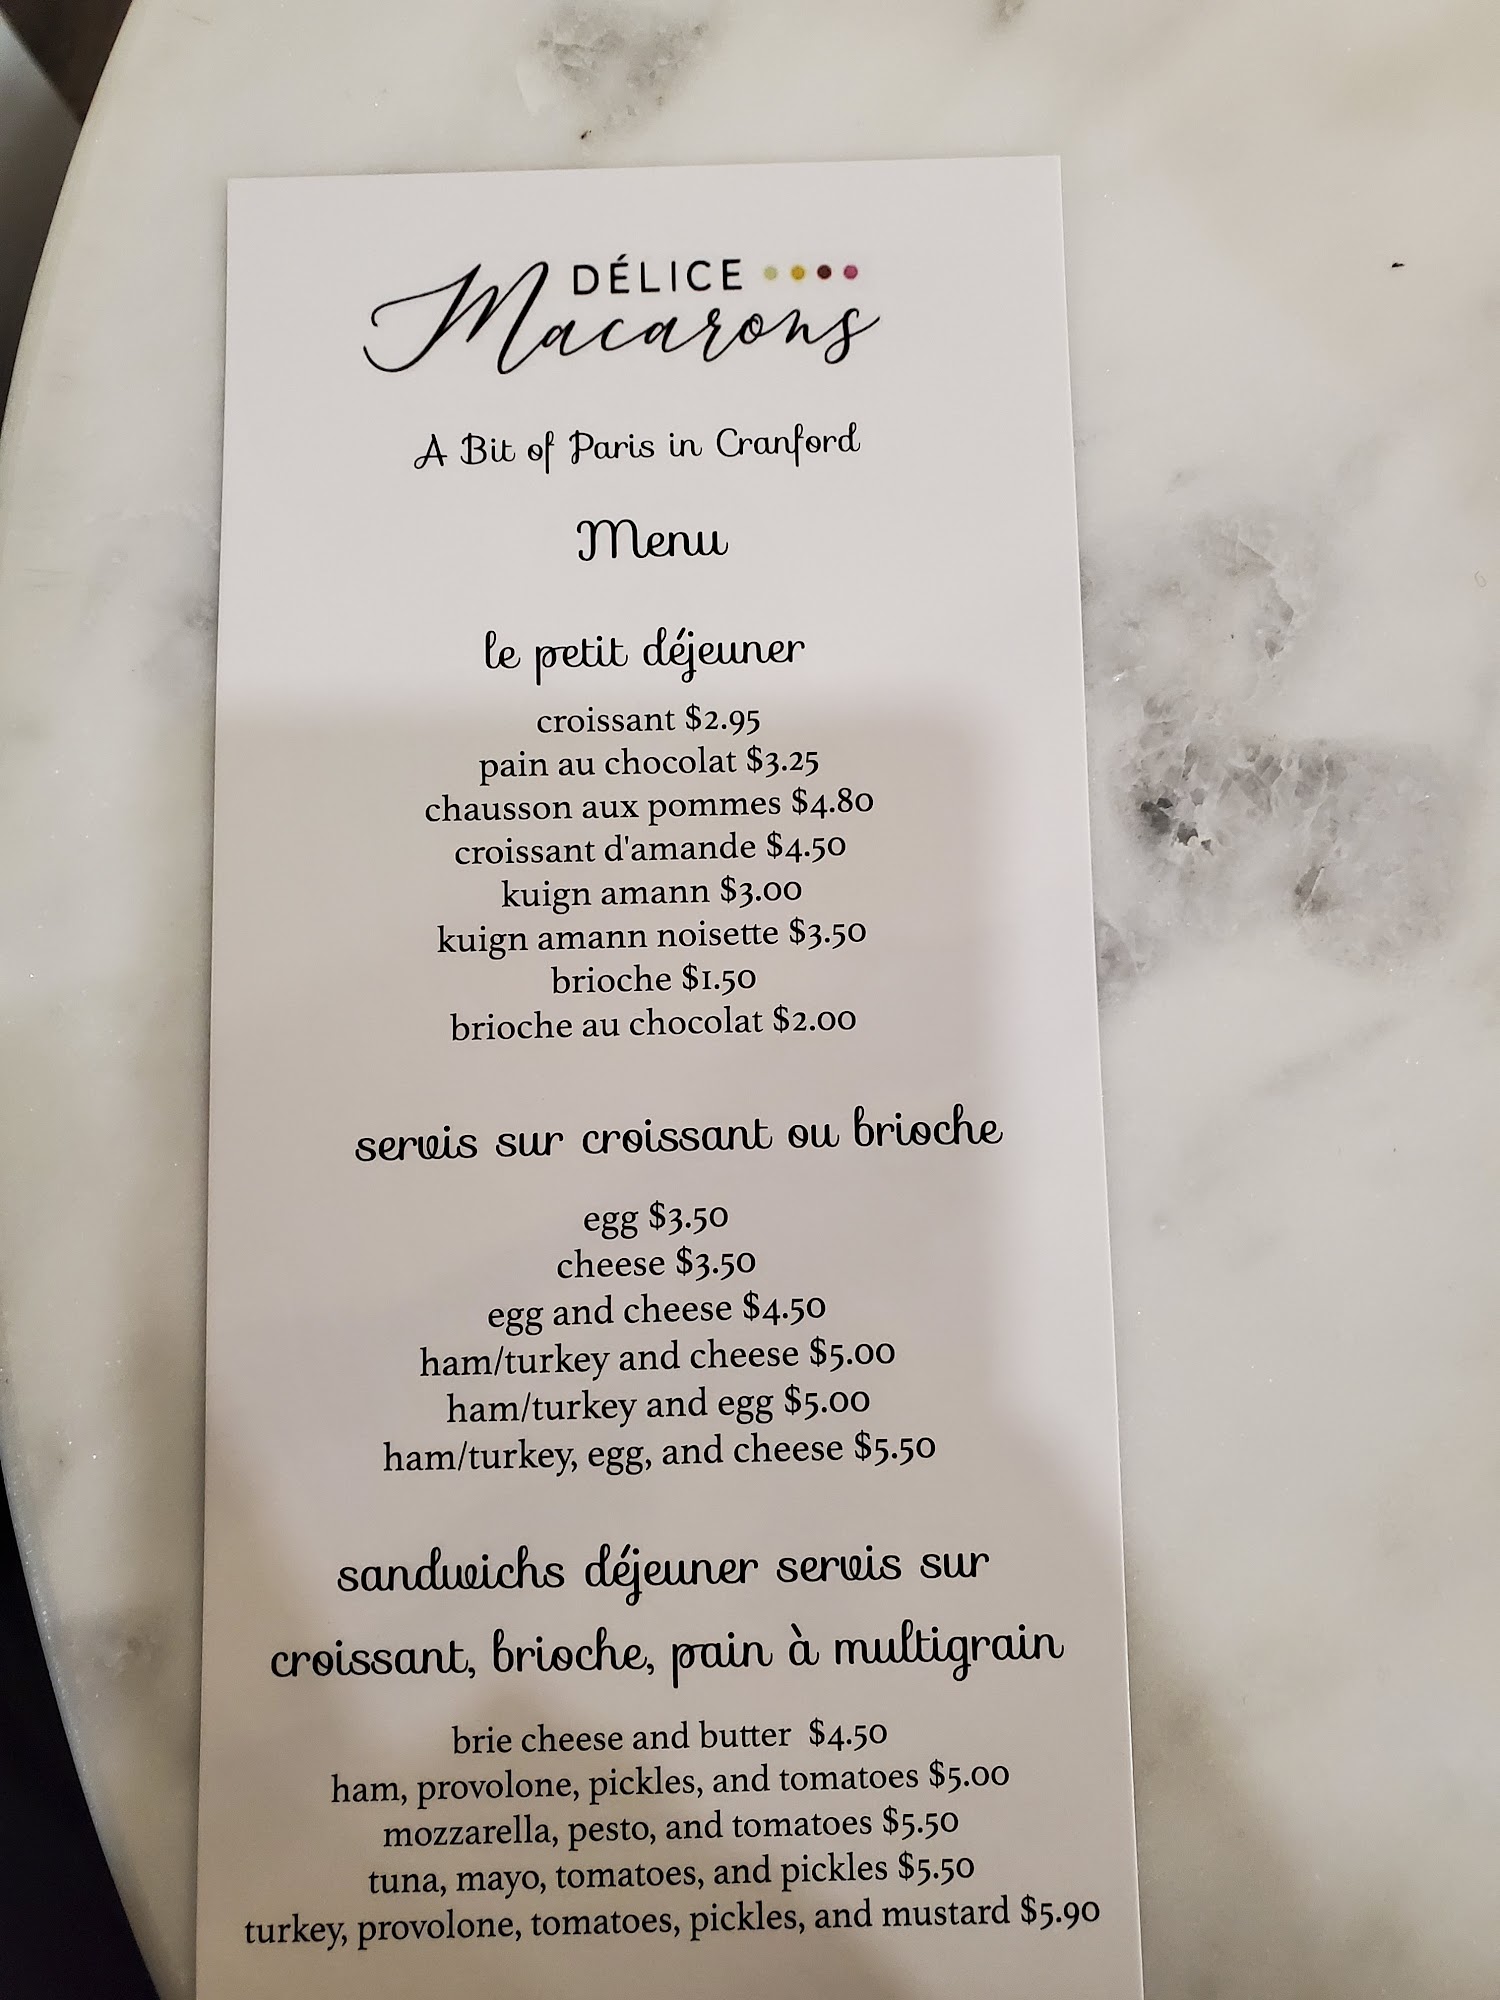 DÉLICE
Macarons
A Bit of Paris in Cranford
Menu
le petit déjeuner
croissant $2.95
pain au chocolat $3.25
chausson aux pommes $4.80
croissant d'amande $4.50
kuign amann $3.00
kuign amann noisette $3.50
brioche $1.50
brioche au chocolat $2.00
servis sur croissant ou brioche
egg $3.50
cheese $3.50
egg and cheese $4.50
ham/turkey and cheese $5.00
ham/turkey and egg $5.00
ham/turkey, egg, and cheese $5.50
sandwichs déjeuner servis sur
croissant, brioche, pain à multigrain
brie cheese and butter $4.50
ham, provolone, pickles, and tomatoes $5.00
mozzarella, pesto, and tomatoes $5.50
tuna, mayo, tomatoes, and pickles $5.50
turkey, provolone, tomatoes, pickles, and mustard $5.90